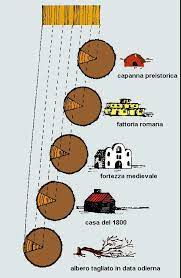 capanna preistorica
fattoria romana
fortezza medievale
casa del 1800
albero tagliato in data odierna